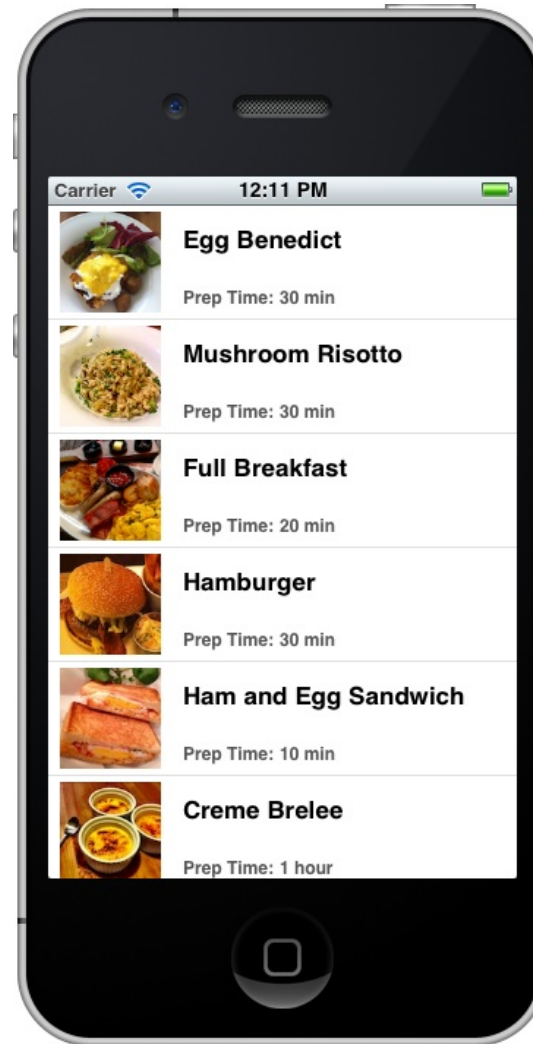 Carrier 12:11 PM
Egg Benedict
Prep Time: 30 min
Mushroom Risotto
Prep Time: 30 min
Full Breakfast
Prep Time: 20 min
Hamburger
Prep Time: 30 min
Ham and Egg Sandwich
Prep Time: 10 min
Creme Brelee
Prep Time: 1 hour